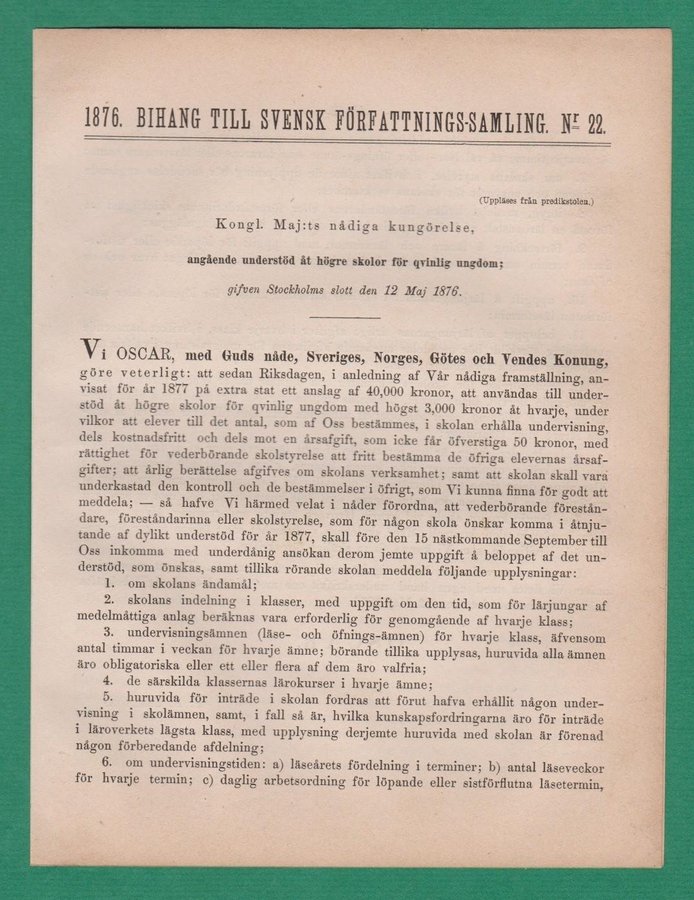 1876. BIHANG TILL SVENSK FÖRFATTNINGS-SAMLING. Nr 22.
(Uppläses från predikstolen.)
Kongl. Maj:ts nådiga kungörelse,
angående understöd åt högre skolor för qvinlig ungdom;
gifven Stockholms slott den 12 Maj 1876.
Vi OSCAR, med Guds nåde, Sveriges, Norges, Götes och Vendes Konung,
göre veterligt: att sedan Riksdagen, i anledning af Vår nådiga framställning, an-
visat för år 1877 på extra stat ett anslag af 40,000 kronor, att användas till under-
stöd åt högre skolor för qvinlig ungdom med högst 3,000 kronor åt hvarje, under
vilkor att elever till det antal, som af Oss bestämmes, i skolan erhålla undervisning,
dels kostnadsfritt och dels mot en årsafgift, som icke får öfverstiga 50 kronor, med
rättighet för vederbörande skolstyrelse att fritt bestämma de öfriga elevernas årsaf-
gifter; att årlig berättelse afgifves om skolans verksamhet; samt att skolan skall vara
underkastad den kontroll och de bestämmelser i öfrigt, som Vi kunna finna för godt att
meddela; — så hafve Vi härmed velat i nåder förordna, att vederbörande förestån-
dare, föreståndarinna eller skolstyrelse, som för någon skola önskar komma i åtnju-
tande af dylikt understöd för år 1877, skall före den 15 nästkommande September till
Oss inkomma med underdånig ansökan derom jemte uppgift å beloppet af det un-
derstöd, som önskas, samt tillika rörande skolan meddela följande upplysningar:
1. om skolans ändamål;
2. skolans indelning i klasser, med uppgift om den tid, som för lärjungar af
medelmåttiga anlag beräknas vara erforderlig för genomgående af hvarje klass;
3. undervisningsämnen (läse- och öfnings-ämnen) för hvarje klass, äfvensom
antal timmar i veckan för hvarje ämne; börande tillika upplysas, huruvida alla ämnen
äro obligatoriska eller ett eller flera af dem äro valfria;
4. de särskilda klassernas lärokurser i hvarje ämne;
5. huruvida för inträde i skolan fordras att förut hafva erhållit någon under-
visning i skolämnen, samt, i fall så är, hvilka kunskapsfordringarna äro för inträde
i läroverkets lägsta klass, med upplysning derjemte huruvida med skolan är förenad
någon förberedande afdelning;
6. om undervisningstiden: a) läseårets fördelning i terminer; b) antal läseveckor
för hvarje termin; c) daglig arbetsordning för löpande eller sistförflutna läsetermin,